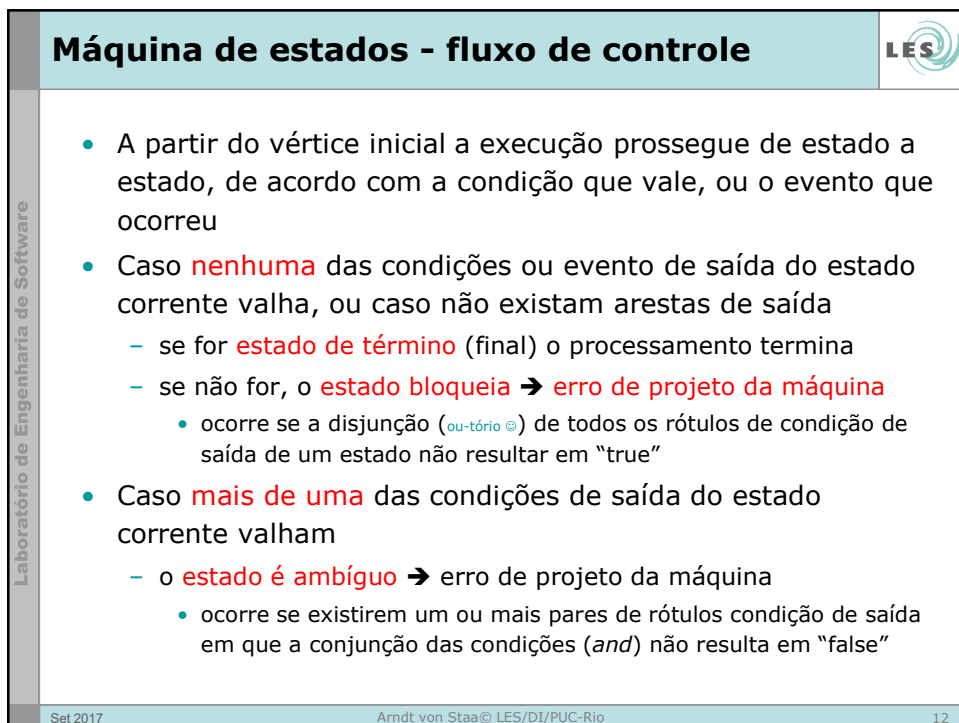 Máquina de estados - fluxo de controle
LES
Laboratório de Engenharia de Software
• A partir do vértice inicial a execução prossegue de estado a
estado, de acordo com a condição que vale, ou o evento que
ocorreu
• Caso nenhuma das condições ou evento de saída do estado
corrente valha, ou caso não existam arestas de saída
– se for estado de término (final) o processamento termina
– se não for, o estado bloqueia ➔ erro de projeto da máquina
• ocorre se a disjunção (ou-tório ☺) de todos os rótulos de condição de
saída de um estado não resultar em “true”
• Caso mais de uma das condições de saída do estado
corrente valham
– o estado é ambíguo ➔ erro de projeto da máquina
• ocorre se existirem um ou mais pares de rótulos condição de saída
em que a conjunção das condições (and) não resulta em “false”
Set 2017
Arndt von Staa© LES/DI/PUC-Rio
12